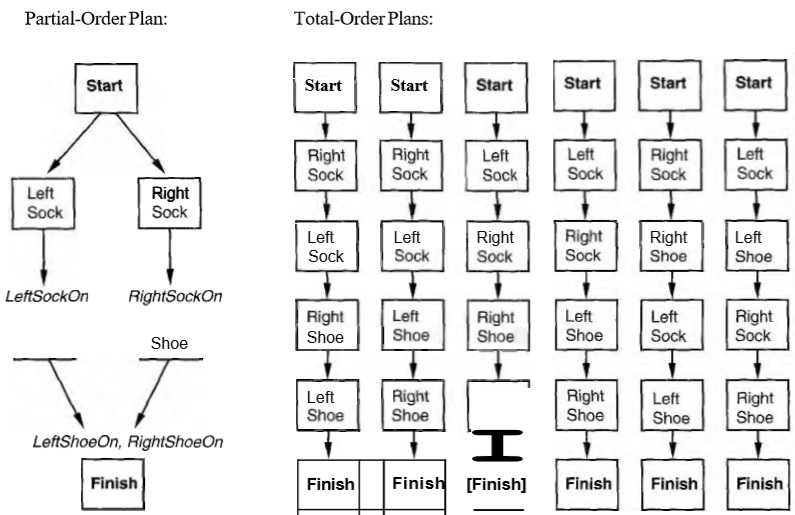 Partial-Order Plan:
Total-Order Plans:
Start
Left
Sock
Right
Sock
LeftSockOn
RightSockOn
Shoe
LeftShoeOn, RightShoeOn
Finish
Start
Right
Sock
Left
Sock
Right
Shoe
Left
Shoe
Finish
Start
Right
Sock
Left
Sock
Left
Shoe
Right
Shoe
Finish
Start
Left
Sock
Right
Sock
Right
Shoe
[Finish]
Start
Left
Sock
Right
Sock
Left
Shoe
Right
Shoe
Finish
Start
Right
Sock
Right
Shoe
Left
Sock
Left
Shoe
Finish
Start
Left
Sock
Left
Shoe
Right
Sock
Right
Shoe
Finish